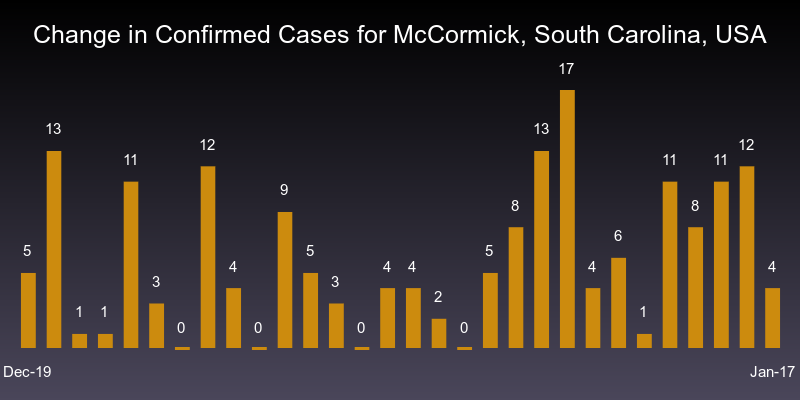 Change in Confirmed Cases for McCormick, South Carolina, USA
5 13 1 1 11 3 0 12 4 0 9 5 3 0 4 4 2 0 5 8 13 17 4 6 1 11 8 11 12 4
Dec-19 Jan-17